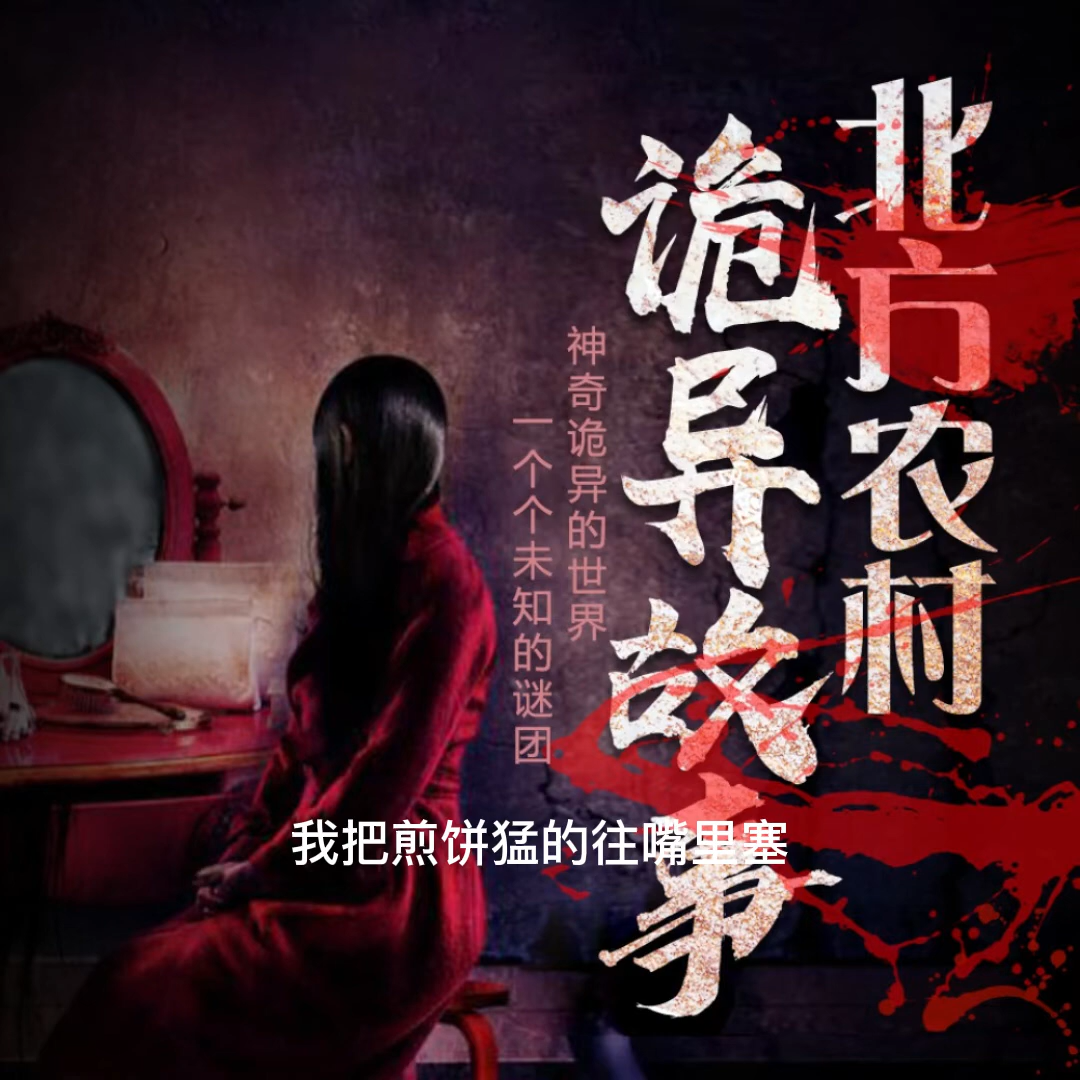 北方农村
诡异故事
神奇诡异的世界
一个个未知的谜团
我把煎饼猛的往嘴里塞